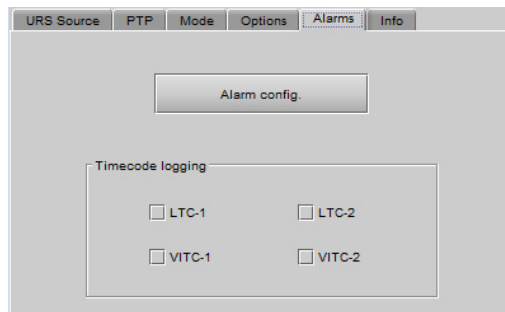 URS Source PTP Mode Options Alarms Info
Alarm config.
Timecode logging
LTC-1 LTC-2
VITC-1 VITC-2